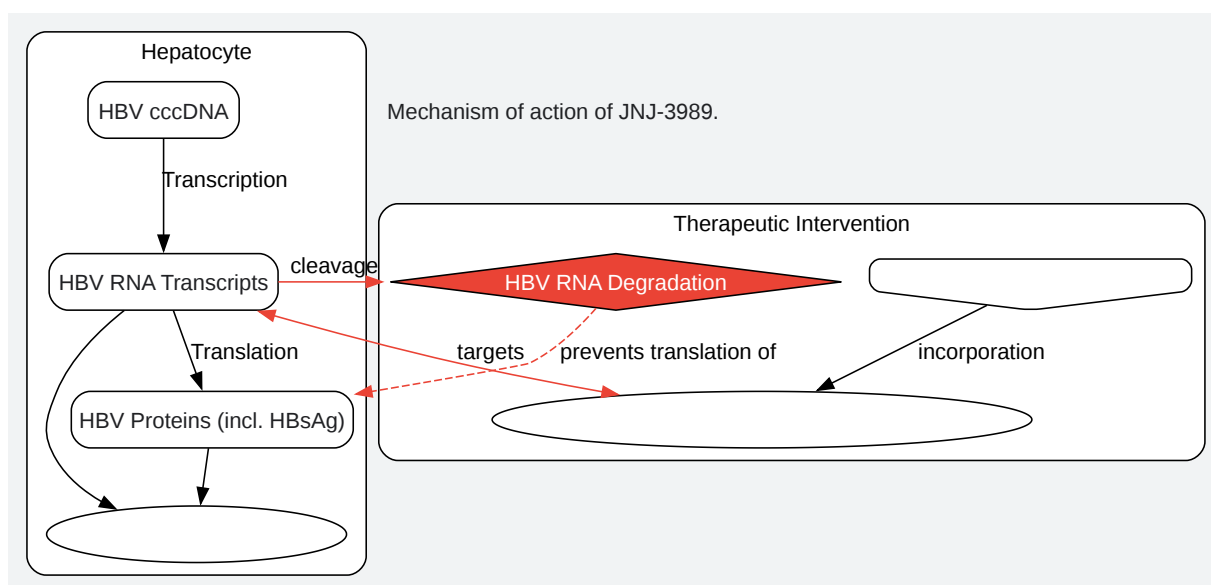 Hepatocyte
HBV cccDNA
Mechanism of action of JNJ-3989.
Transcription
Therapeutic Intervention
HBV RNA Transcripts
cleavage
HBV RNA Degradation
Translation
targets
prevents translation of
incorporation
HBV Proteins (incl. HBsAg)